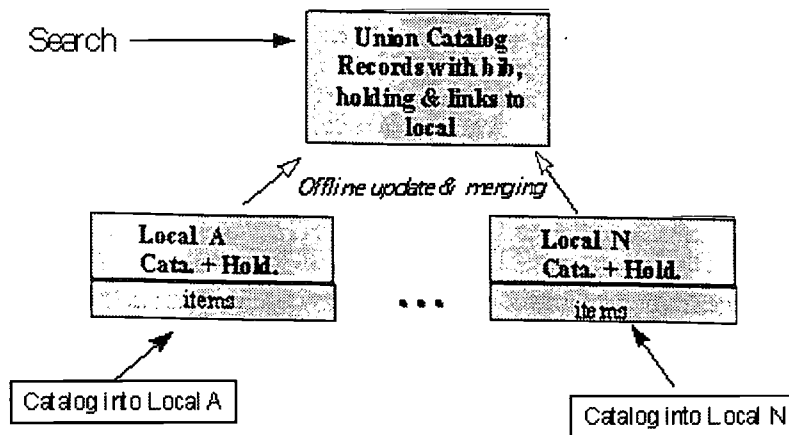 Search
Union Catalog
Records with bib,
holding & links to
local
Offline update & merging
Local A
Cata. + Hold.
items
...
Local N
Cata. + Hold.
items
Catalog into Local A
Catalog into Local N